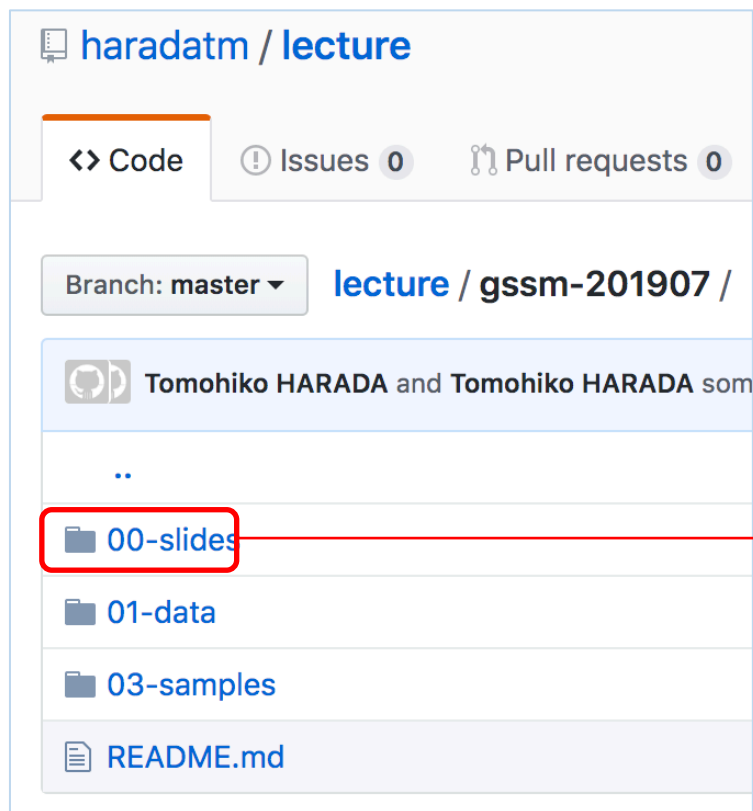 haradatm / lecture
<> Code Issues 0 Pull requests 0
Branch: master lecture / gssm-201907 /
Tomohiko HARADA and Tomohiko HARADA som
..
00-slides
01-data
03-samples
README.md